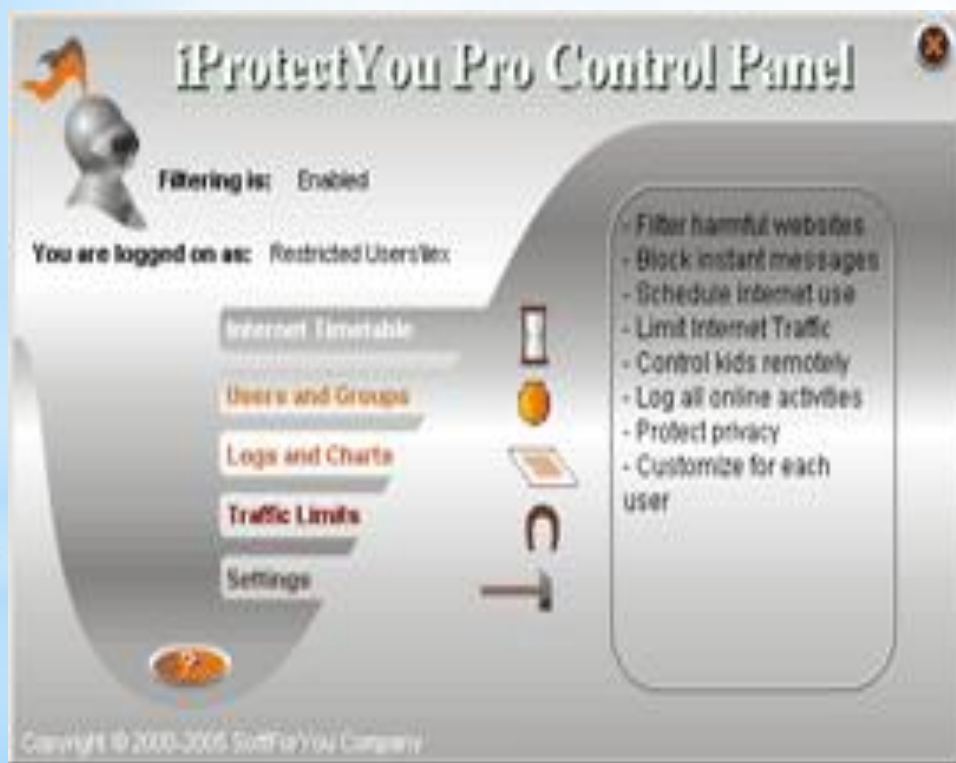 iProtectYou Pro Control Panel
Filtering is: Enabled
You are logged on as: Restricted Users\
Internet Timetable
Users and Groups
Logs and Charts
Traffic Limits
Settings
?
- Filter harmful websites
- Block instant messages
- Schedule Internet use
- Limit Internet Traffic
- Control kids remotely
- Log all online activities
- Protect privacy
- Customize for each
user
Copyright © 2000-2005 SoftForYou Company